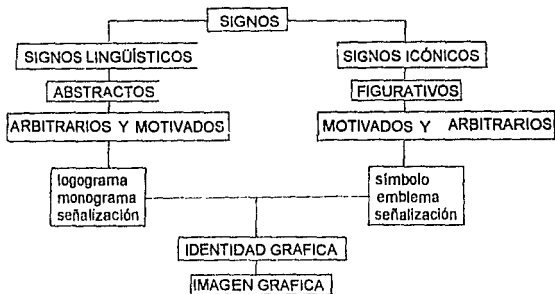 SIGNOS
SIGNOS LINGÜÍSTICOS
SIGNOS ICÓNICOS
ABSTRACTOS
FIGURATIVOS
ARBITRARIOS Y MOTIVADOS
MOTIVADOS Y ARBITRARIOS
logograma
monograma
señalización
símbolo
emblema
señalización
IDENTIDAD GRAFICA
IMAGEN GRAFICA